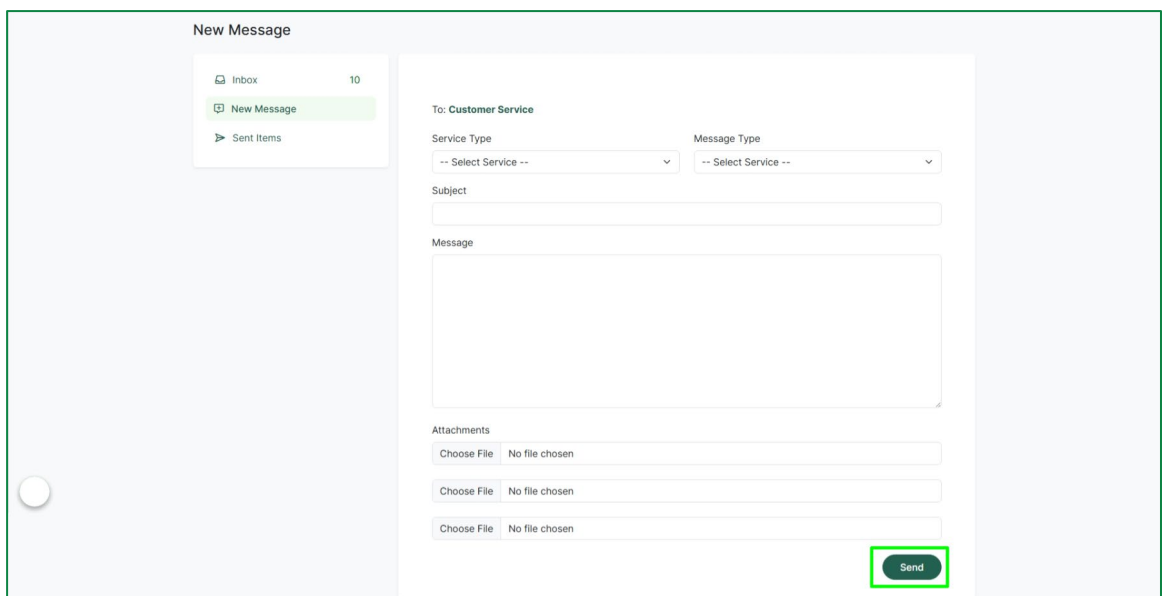 New Message
Inbox 10
New Message
Sent Items
To: Customer Service
Service Type
Message Type
-- Select Service --
-- Select Service --
Subject
Message
Attachments
Choose File No file chosen
Choose File No file chosen
Choose File No file chosen
Send